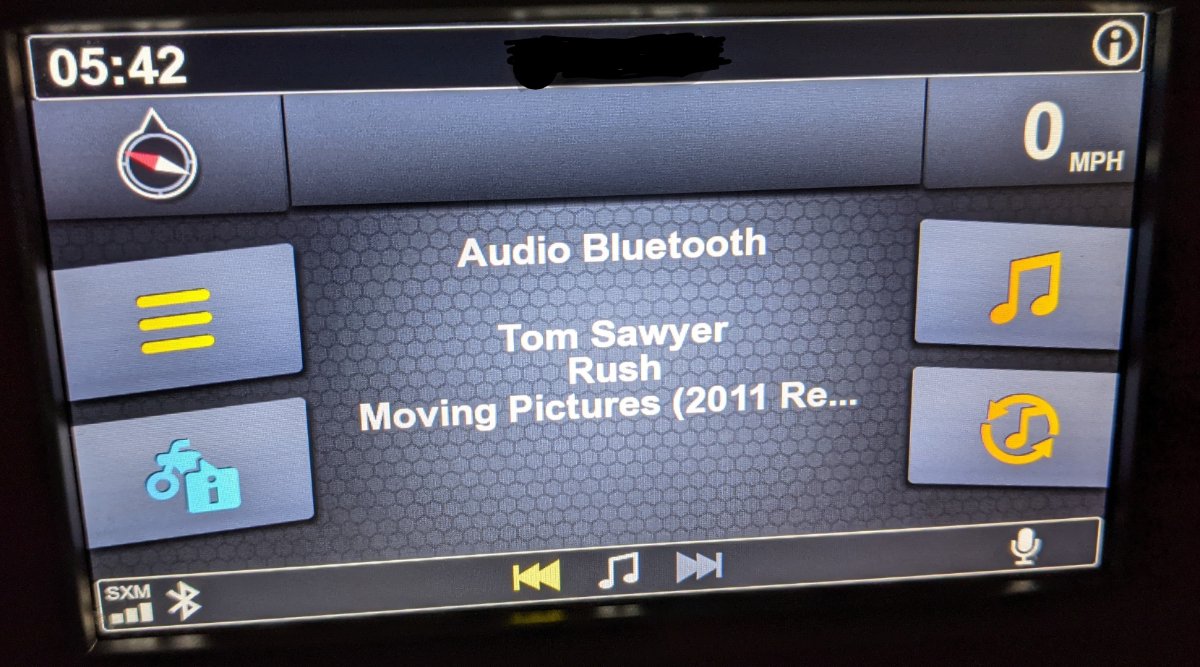 05:42
0
MPH
Audio Bluetooth
Tom Sawyer
Rush
Moving Pictures (2011 Re...
SXM